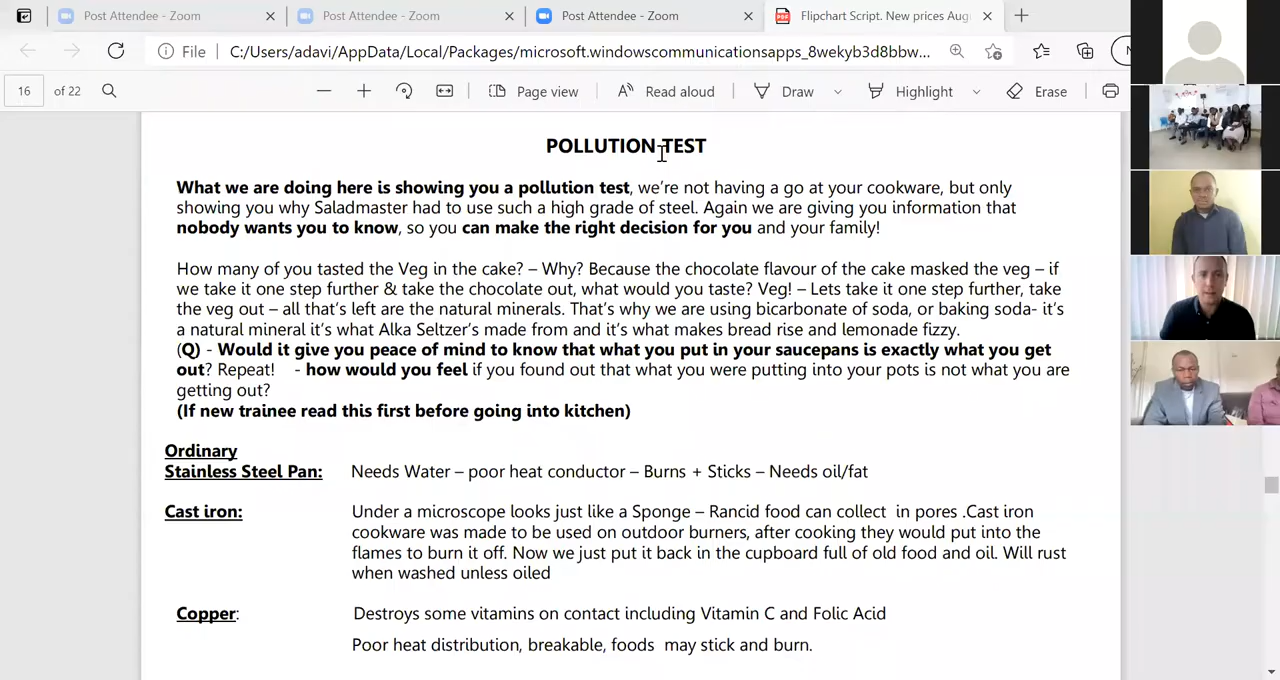 Post Attendee - Zoom
Post Attendee - Zoom
Post Attendee - Zoom
Flipchart Script. New prices Aug
File
C:/Users/adavi/AppData/Local/Packages/microsoft.windowscommunicationsapps_8wekyb3d8bbw...
16
of 22
Page view
Read aloud
Draw
Highlight
Erase
POLLUTION TEST
What we are doing here is showing you a pollution test, we're not having a go at your cookware, but only
showing you why Saladmaster had to use such a high grade of steel. Again we are giving you information that
nobody wants you to know, so you can make the right decision for you and your family!
How many of you tasted the Veg in the cake? – Why? Because the chocolate flavour of the cake masked the veg – if
we take it one step further & take the chocolate out, what would you taste? Veg! – Lets take it one step further, take
the veg out – all that's left are the natural minerals. That's why we are using bicarbonate of soda, or baking soda- it's
a natural mineral it's what Alka Seltzer's made from and it's what makes bread rise and lemonade fizzy.
(Q) - Would it give you peace of mind to know that what you put in your saucepans is exactly what you get
out? Repeat! - how would you feel if you found out that what you were putting into your pots is not what you are
getting out?
(If new trainee read this first before going into kitchen)
Ordinary
Stainless Steel Pan: Needs Water – poor heat conductor – Burns + Sticks – Needs oil/fat
Cast iron: Under a microscope looks just like a Sponge – Rancid food can collect in pores .Cast iron
cookware was made to be used on outdoor burners, after cooking they would put into the
flames to burn it off. Now we just put it back in the cupboard full of old food and oil. Will rust
when washed unless oiled
Copper: Destroys some vitamins on contact including Vitamin C and Folic Acid
Poor heat distribution, breakable, foods may stick and burn.